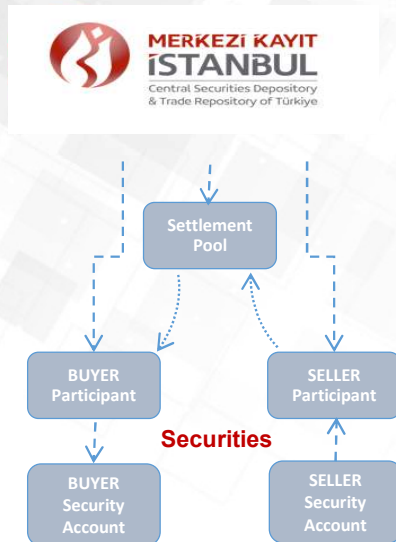 MERKEZİ KAYIT
İSTANBUL
Central Securities Depository
& Trade Repository of Türkiye
Settlement
Pool
BUYER
Participant
SELLER
Participant
Securities
BUYER
Security
Account
SELLER
Security
Account